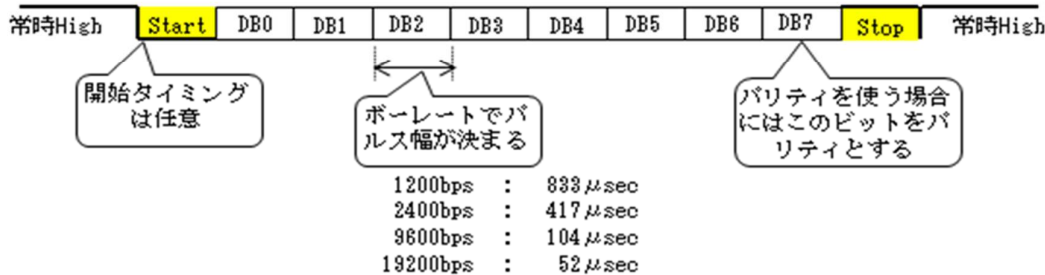 常時High Start DB0 DB1 DB2 DB3 DB4 DB5 DB6 DB7 Stop 常時High
開始タイミング
は任意
ボーレートでパ
ルス幅が決まる
パリティを使う場合
にはこのビットをパ
リティとする
1200bps : 833μsec
2400bps : 417μsec
9600bps : 104μsec
19200bps : 52μsec